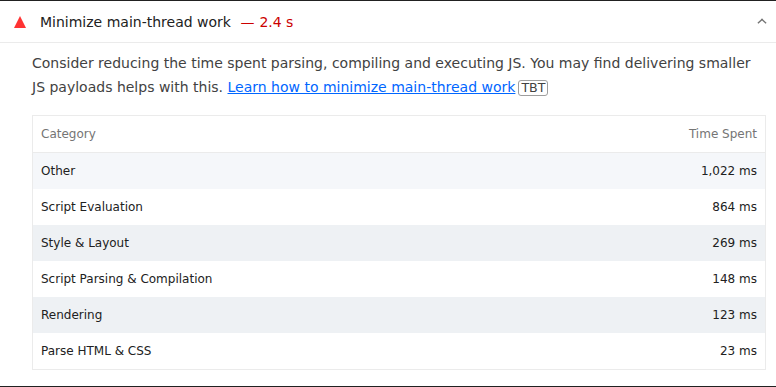 Minimize main-thread work — 2.4 s
Consider reducing the time spent parsing, compiling and executing JS. You may find delivering smaller
JS payloads helps with this. Learn how to minimize main-thread work TBT
Category Time Spent
Other 1,022 ms
Script Evaluation 864 ms
Style & Layout 269 ms
Script Parsing & Compilation 148 ms
Rendering 123 ms
Parse HTML & CSS 23 ms